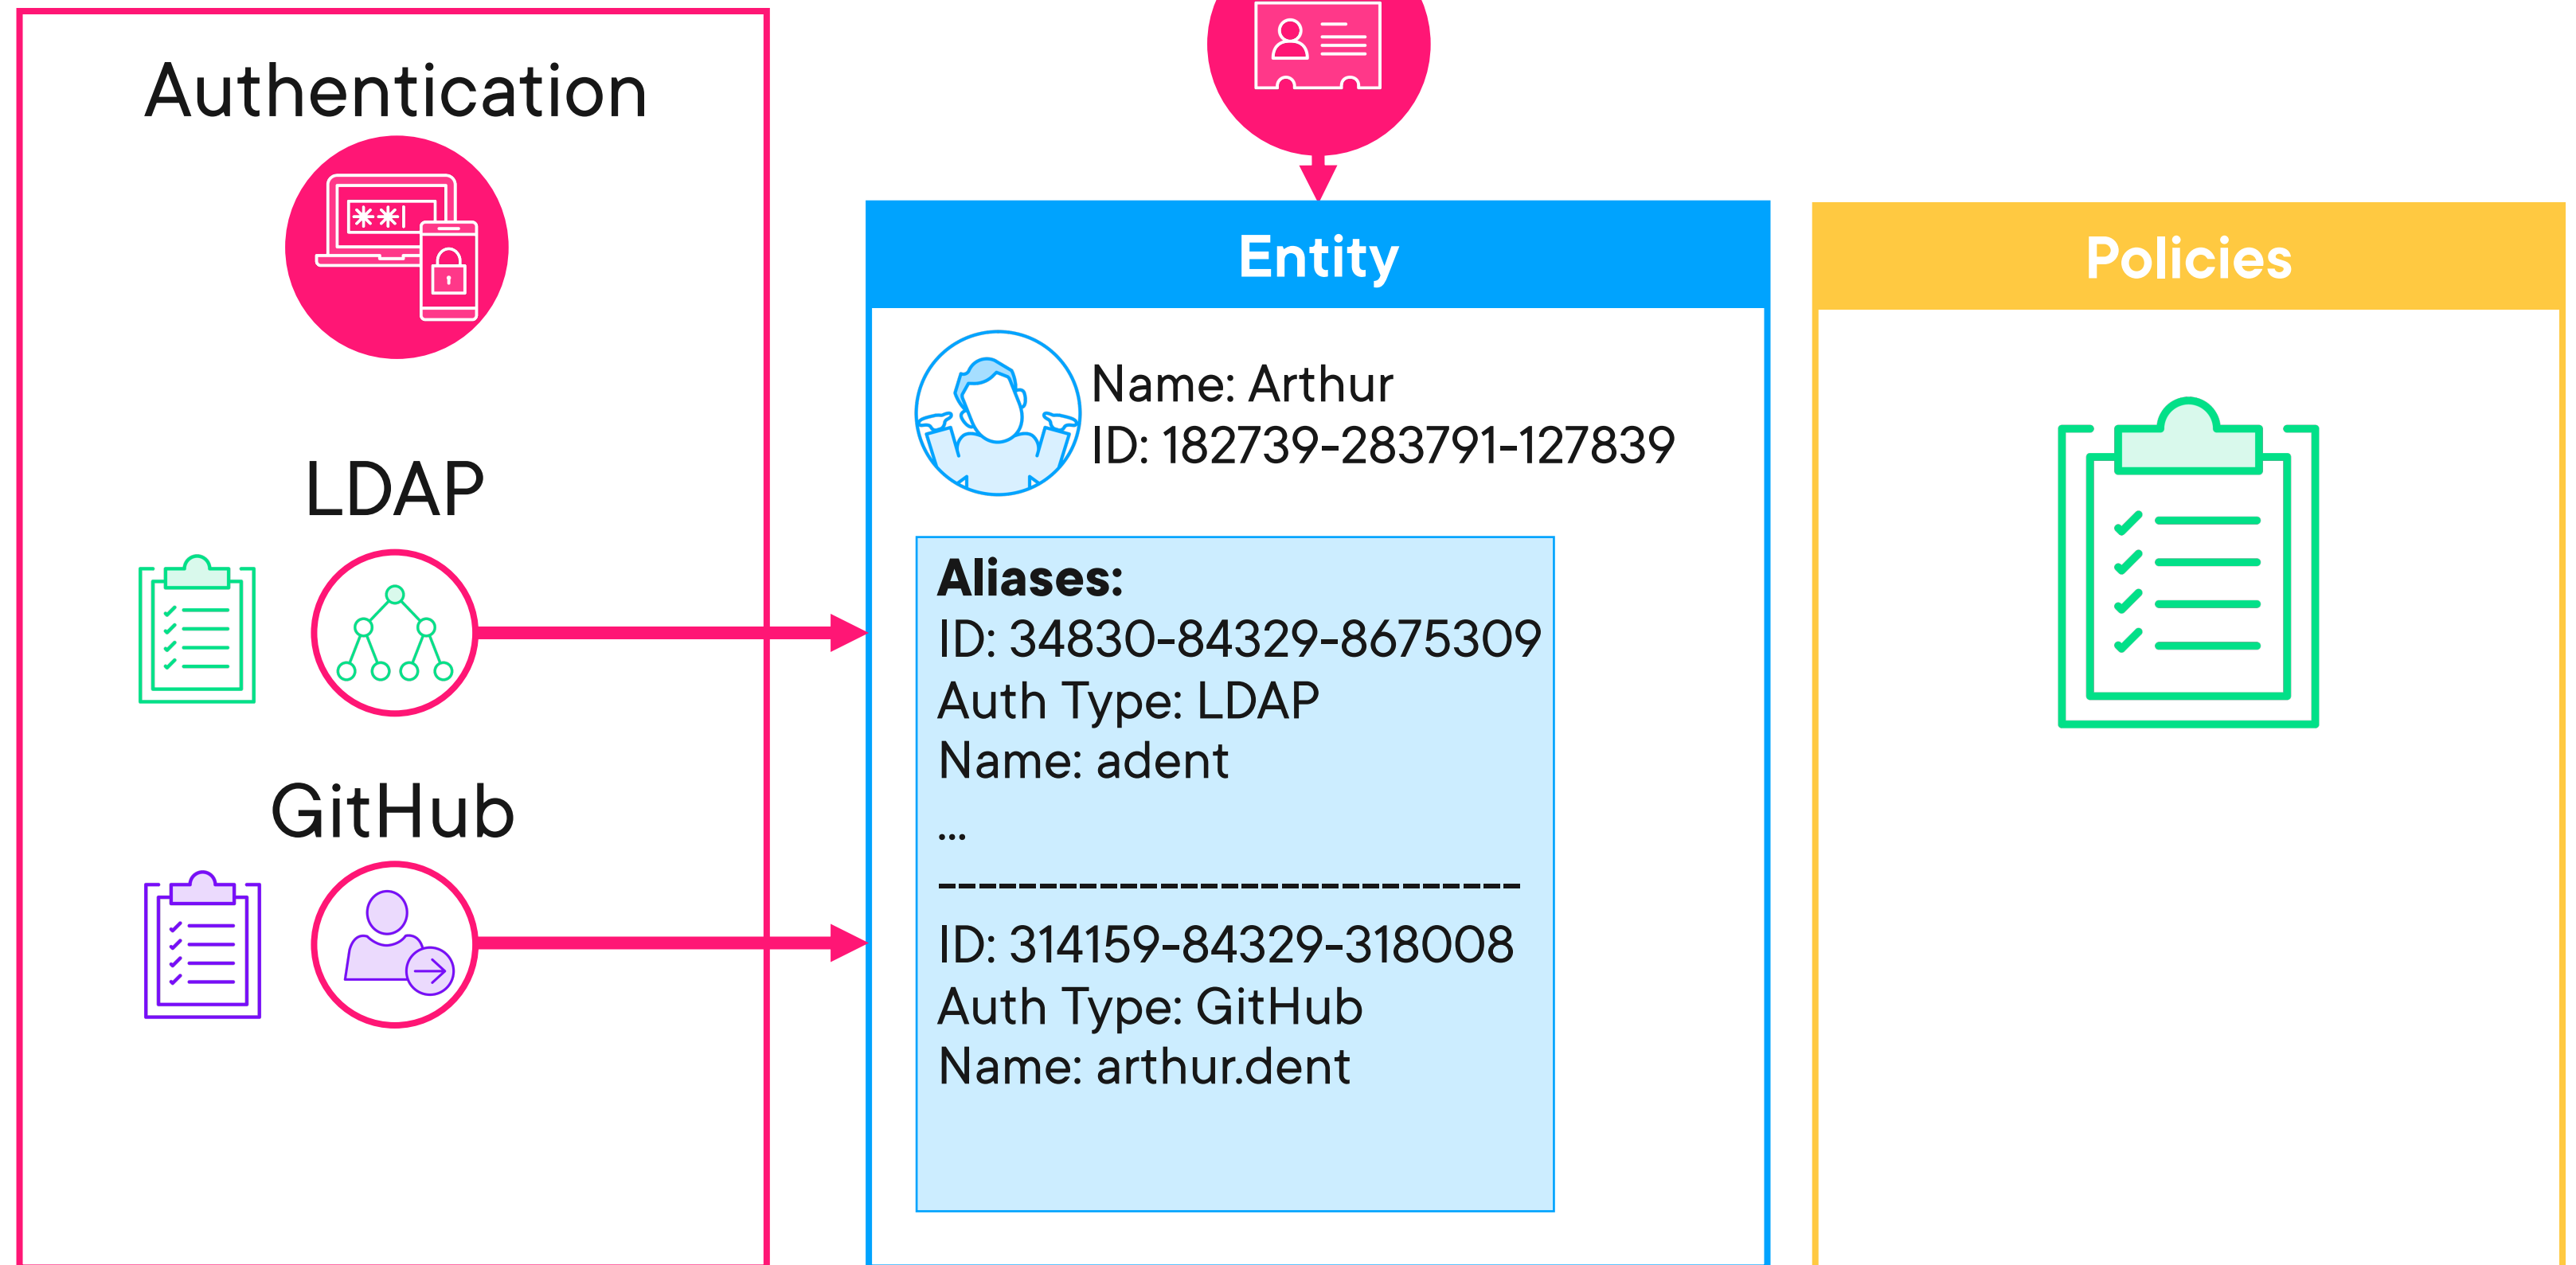 Authentication
**
LDAP
GitHub
Entity
Name: Arthur
ID: 182739-283791-127839
Aliases:
ID: 34830-84329-8675309
Auth Type: LDAP
Name: adent
...
-----------------------------
ID: 314159-84329-318008
Auth Type: GitHub
Name: arthur.dent
Policies